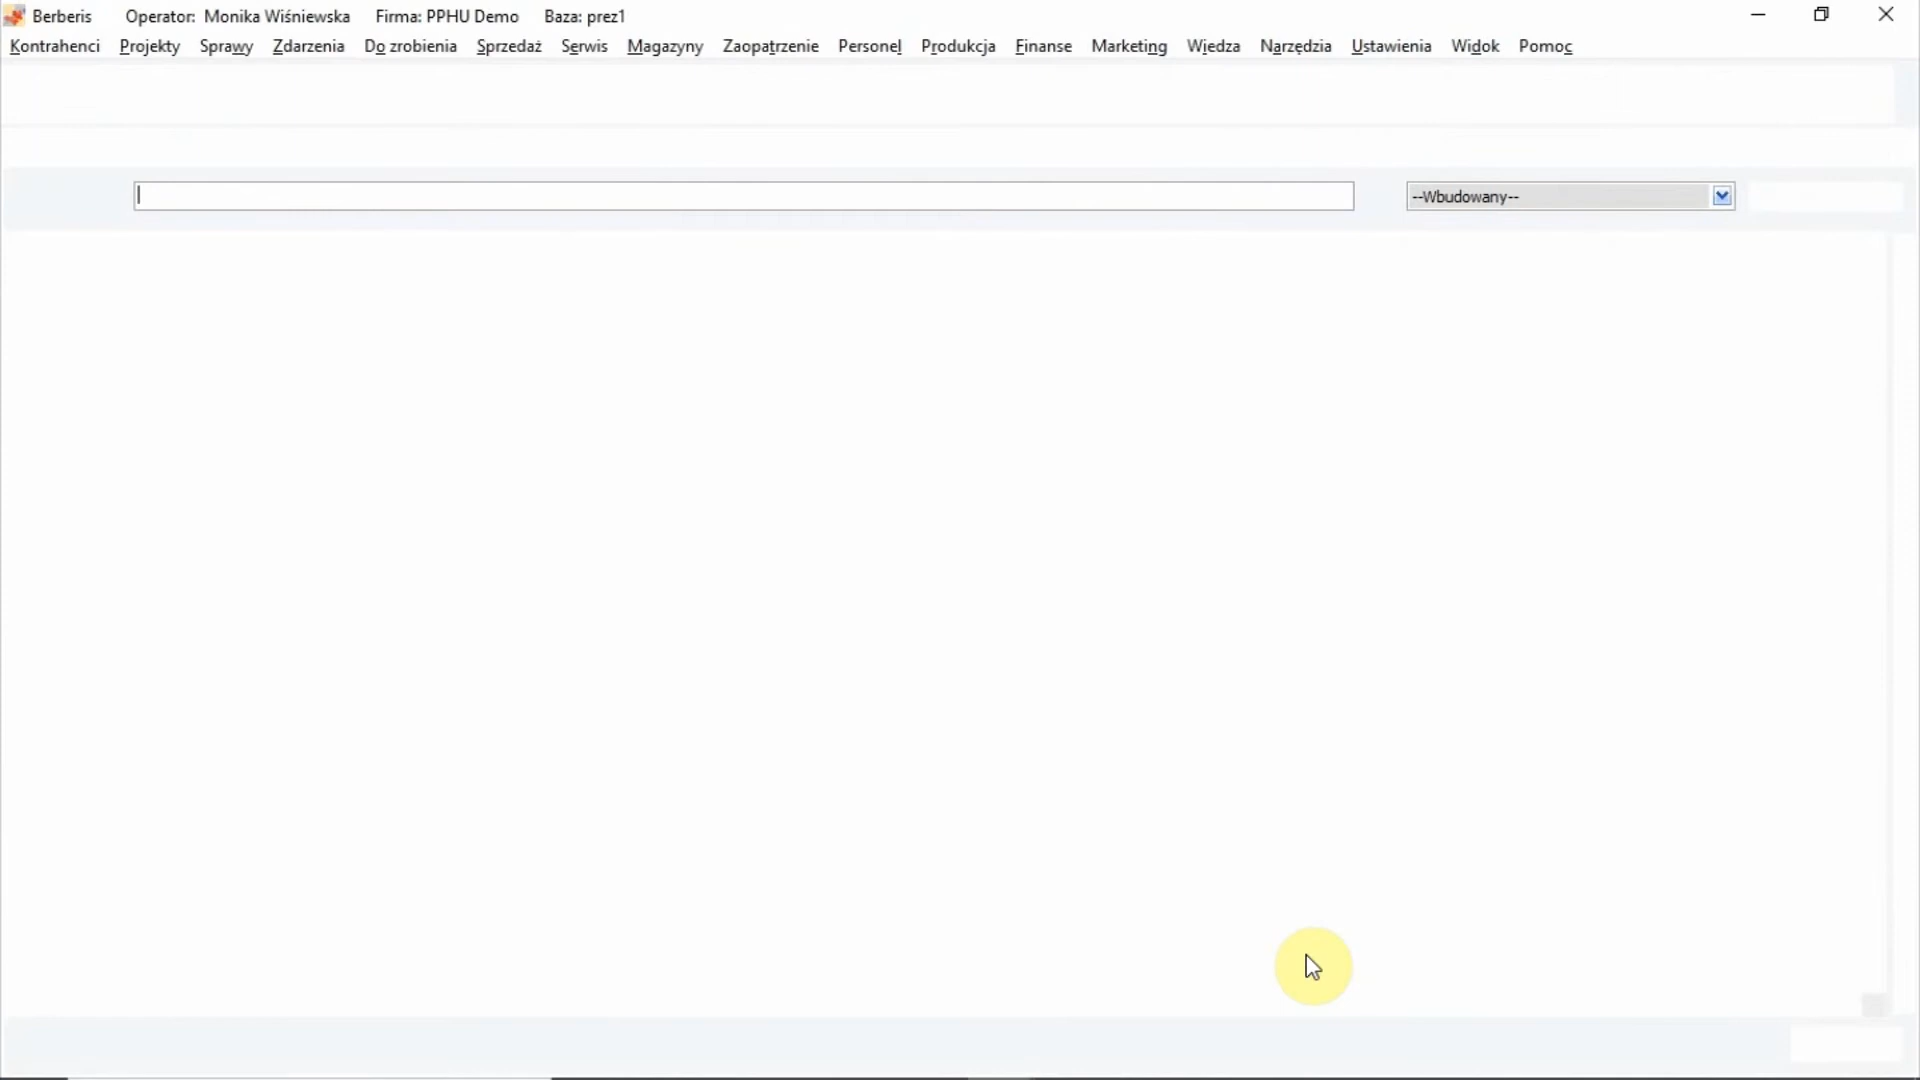 Berberis Operator: Monika Wiśniewska Firma: PPHU Demo Baza: prez1
Kontrahenci Projekty Sprawy Zdarzenia Do zrobienia Sprzedaż Serwis Magazyny Zaopatrzenie Personel Produkcja Finanse Marketing Wiedza Narzędzia Ustawienia Widok Pomoc
--Wbudowany--